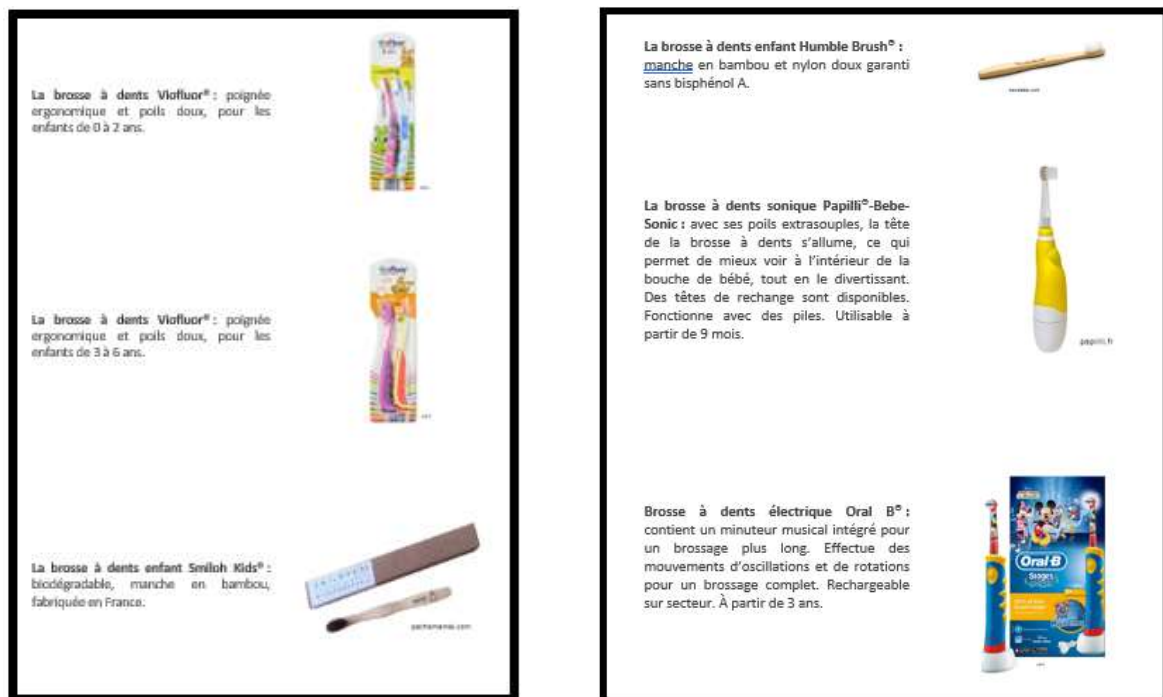 La brosse à dents Viofluor® : poignée
ergonomique et poils doux, pour les
enfants de 0 à 2 ans.
La brosse à dents Viofluor® : poignée
ergonomique et poils doux, pour les
enfants de 3 à 6 ans.
La brosse à dents enfant Smiloh Kids® :
biodégradable, manche en bambou,
fabriquée en France.
pachamamai.com
La brosse à dents enfant Humble Brush® :
manche en bambou et nylon doux garanti
sans bisphénol A.
La brosse à dents sonique Papilli®-Bebe-
Sonic : avec ses poils extrasouples, la tête
de la brosse à dents s’allume, ce qui
permet de mieux voir à l’intérieur de la
bouche de bébé, tout en le divertissant.
Des têtes de rechange sont disponibles.
Fonctionne avec des piles. Utilisable à
partir de 9 mois.
papilli.fr
Brosse à dents électrique Oral B® :
contient un minuteur musical intégré pour
un brossage plus long. Effectue des
mouvements d’oscillations et de rotations
pour un brossage complet. Rechargeable
sur secteur. À partir de 3 ans.
Oral-B
Stages